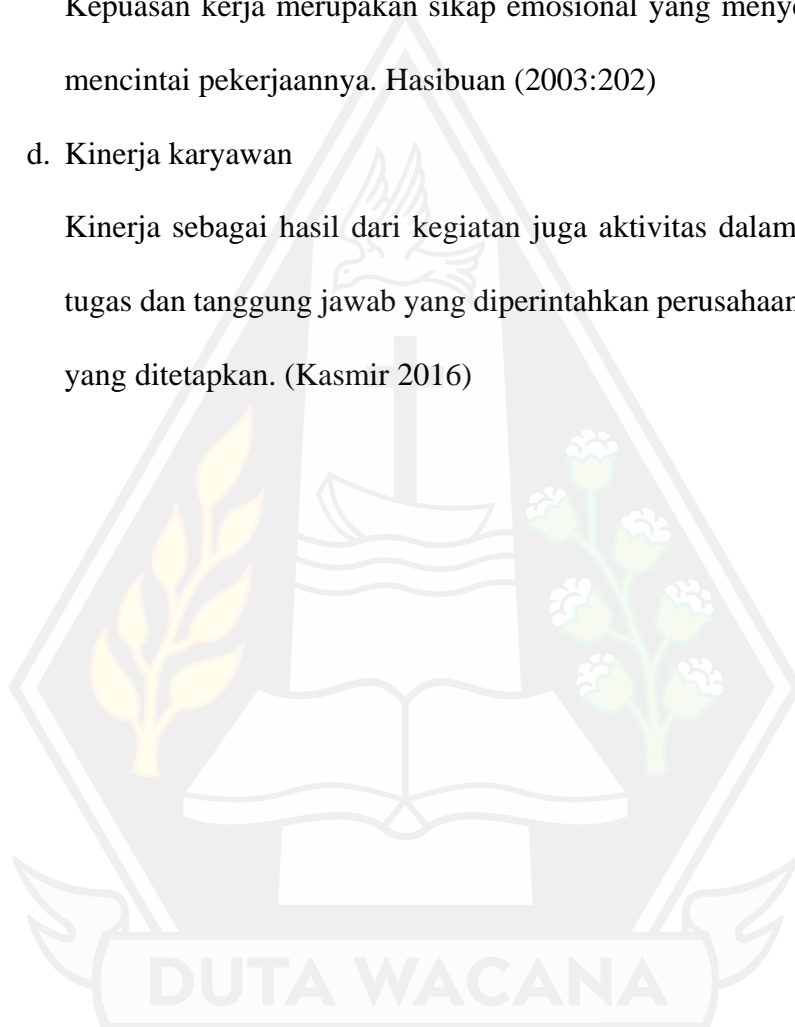 Kepuasan kerja merupakan sikap emosional yang
mencintai pekerjaannya. Hasibuan (2003:202)
d. Kinerja karyawan
Kinerja sebagai hasil dari kegiatan juga aktivitas dalam
tugas dan tanggung jawab yang diperintahkan perusahaan
yang ditetapkan. (Kasmir 2016)
DUTA WACANA